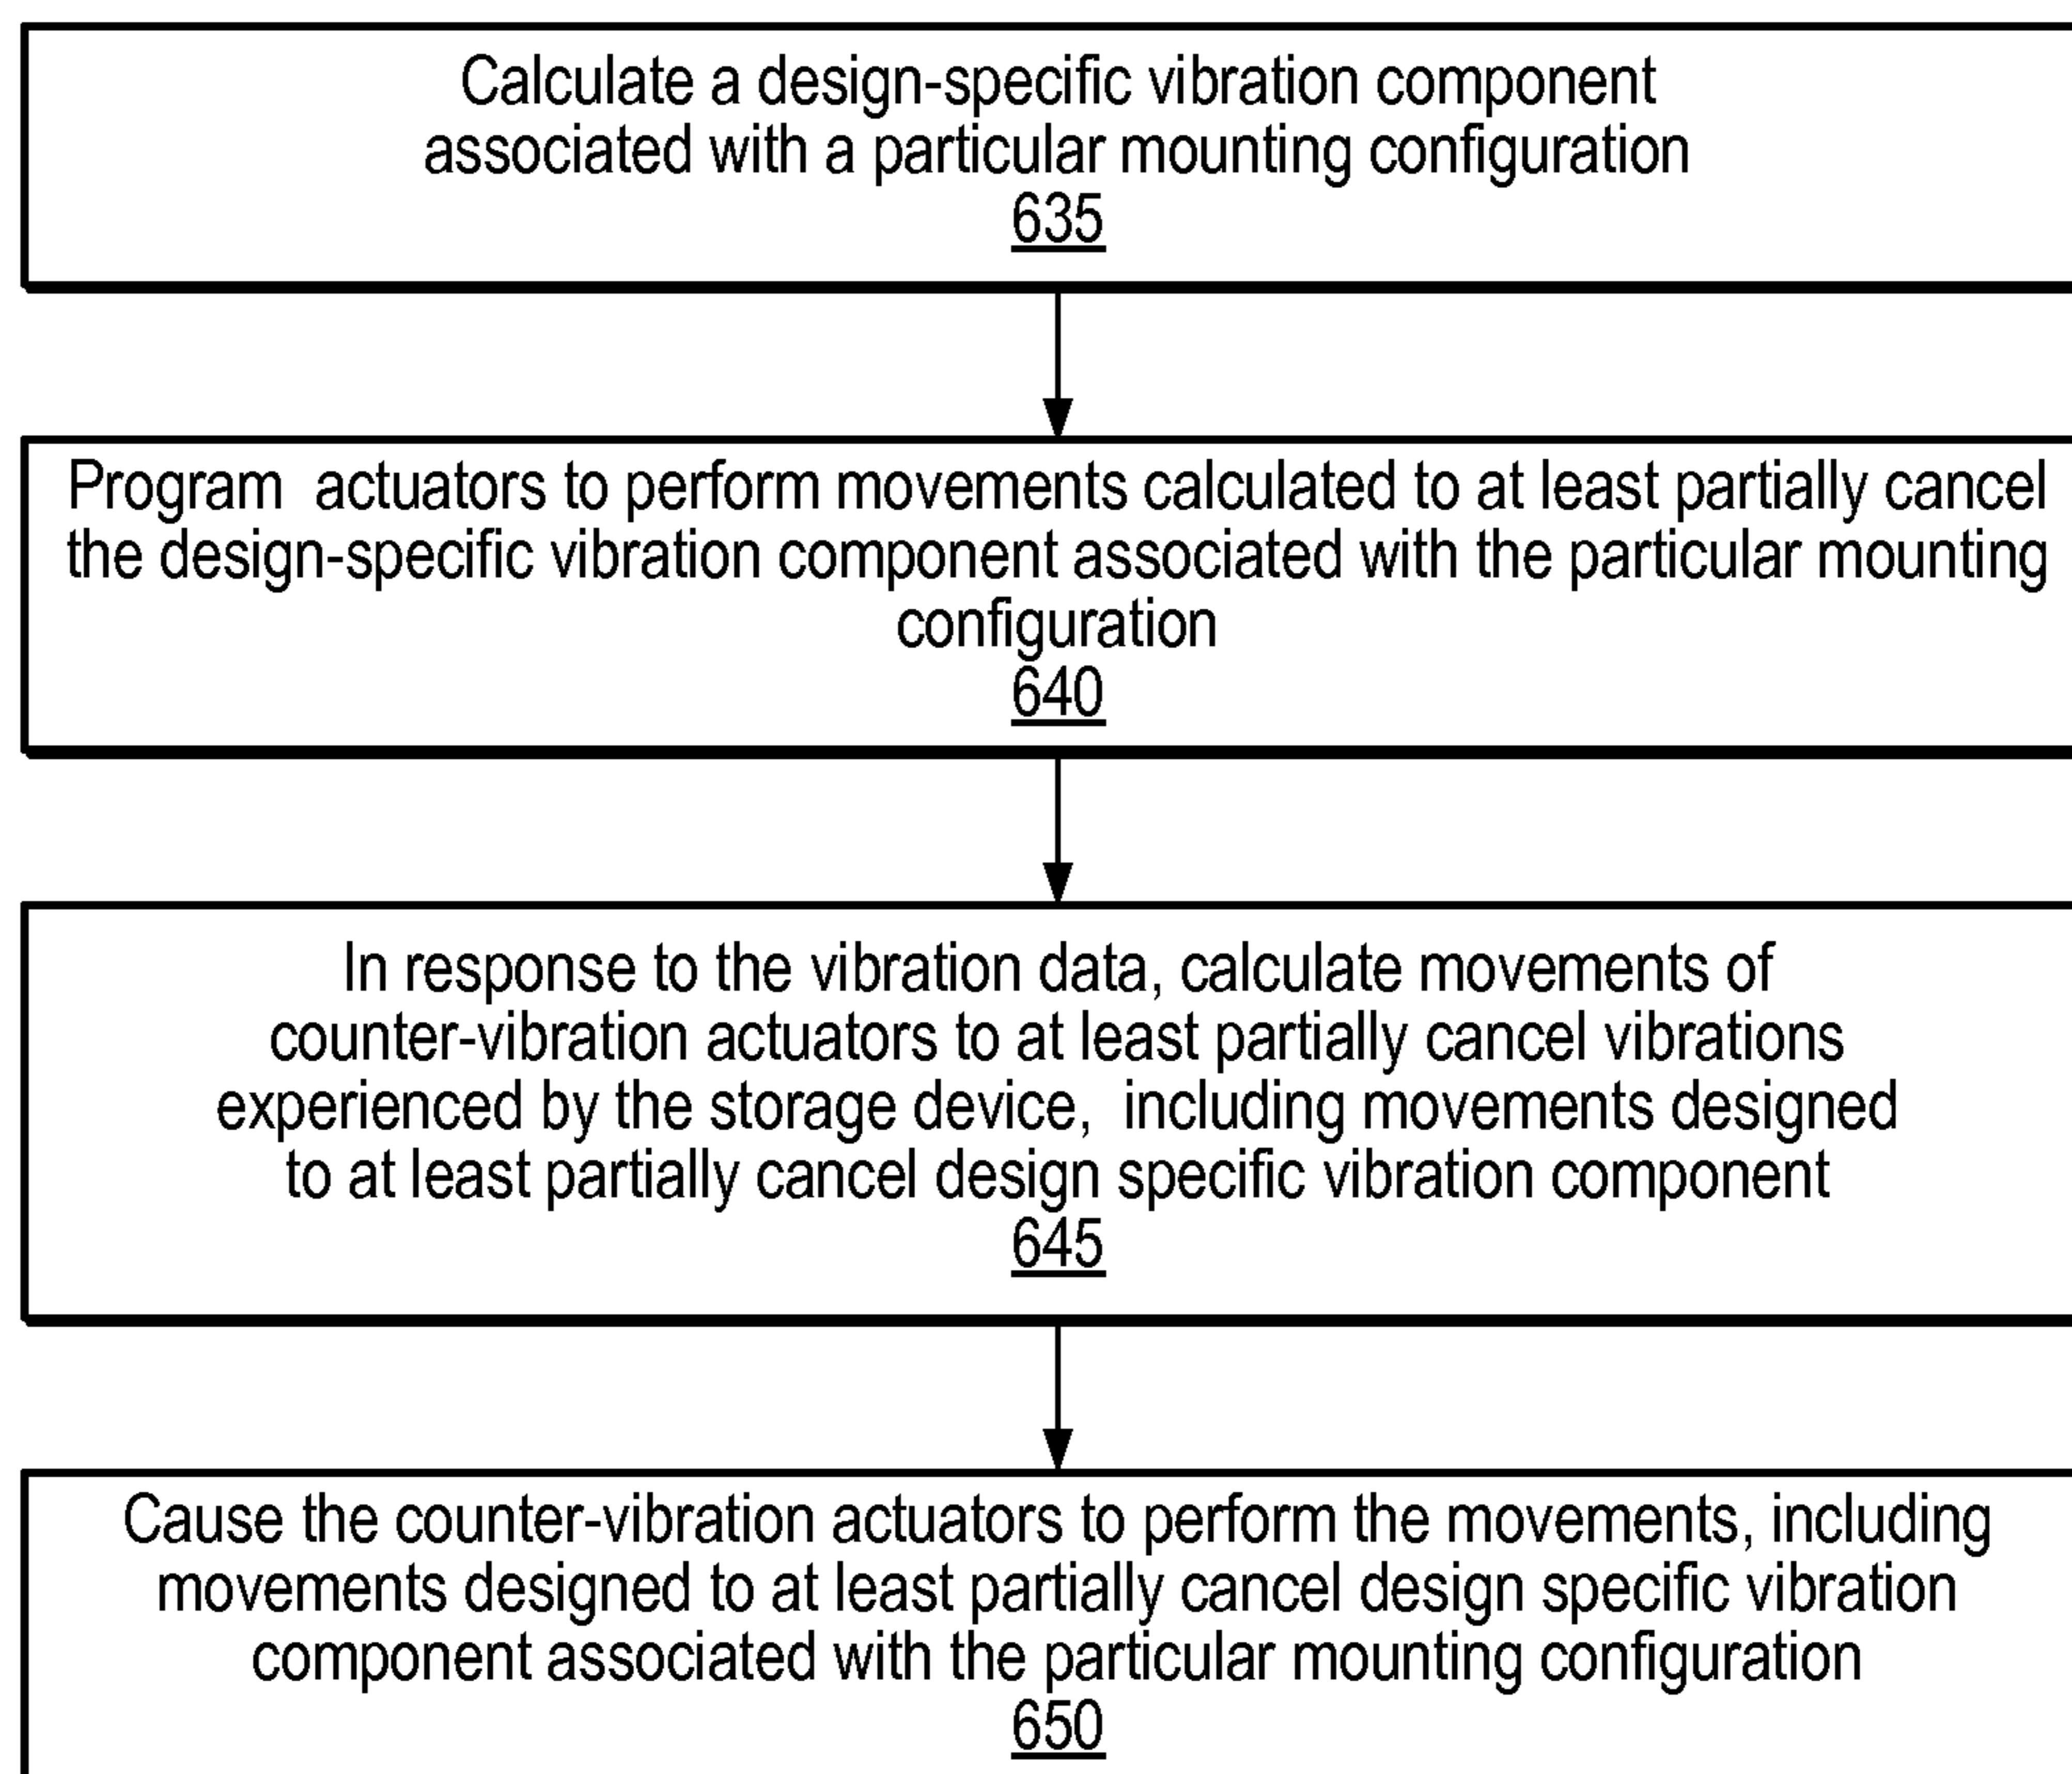 Calculate a design-specific vibration component
associated with a particular mounting configuration
635
Program  actuators to perform movements calculated to at least partially cancel
the design-specific vibration component associated with the particular mounting
configuration
640
In response to the vibration data, calculate movements of
counter-vibration actuators to at least partially cancel vibrations
experienced by the storage device,  including movements designed
to at least partially cancel design specific vibration component
645
Cause the counter-vibration actuators to perform the movements, including
movements designed to at least partially cancel design specific vibration
component associated with the particular mounting configuration
650